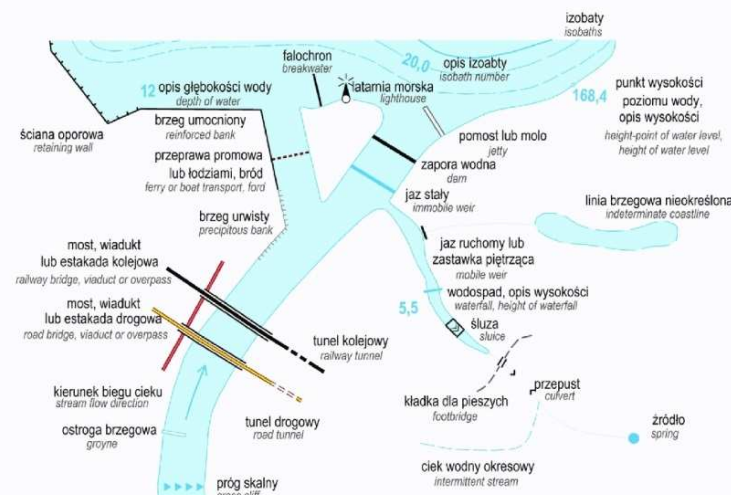 izobaty
isobaths
falochron
breakwater
20,0
opis izoabty
isobath number
12
opis głębokości wody
depth of water
latarnia morska
lighthouse
168,4
punkt wysokości
poziomu wody,
opis wysokości
height-point of water level,
height of water level
ściana oporowa
retaining wall
brzeg umocniony
reinforced bank
pomost lub molo
jetty
przeprawa promowa
lub łodziami, bród
ferry or boat transport, ford
zapora wodna
dam
jaz stały
immobile weir
linia brzegowa nieokreślona
indeterminate coastline
brzeg urwisty
precipitous bank
most, wiadukt
lub estakada kolejowa
railway bridge, viaduct or overpass
jaz ruchomy lub
zastawka piętrząca
mobile weir
wodospad, opis wysokości
waterfall, height of waterfall
5,5
most, wiadukt
lub estakada drogowa
road bridge, viaduct or overpass
śluza
sluice
tunel kolejowy
railway tunnel
kierunek biegu cieku
stream flow direction
kładka dla pieszych
footbridge
przepust
culvert
tunel drogowy
road tunnel
ostroga brzegowa
groyne
źródło
spring
ciek wodny okresowy
intermittent stream
próg skalny